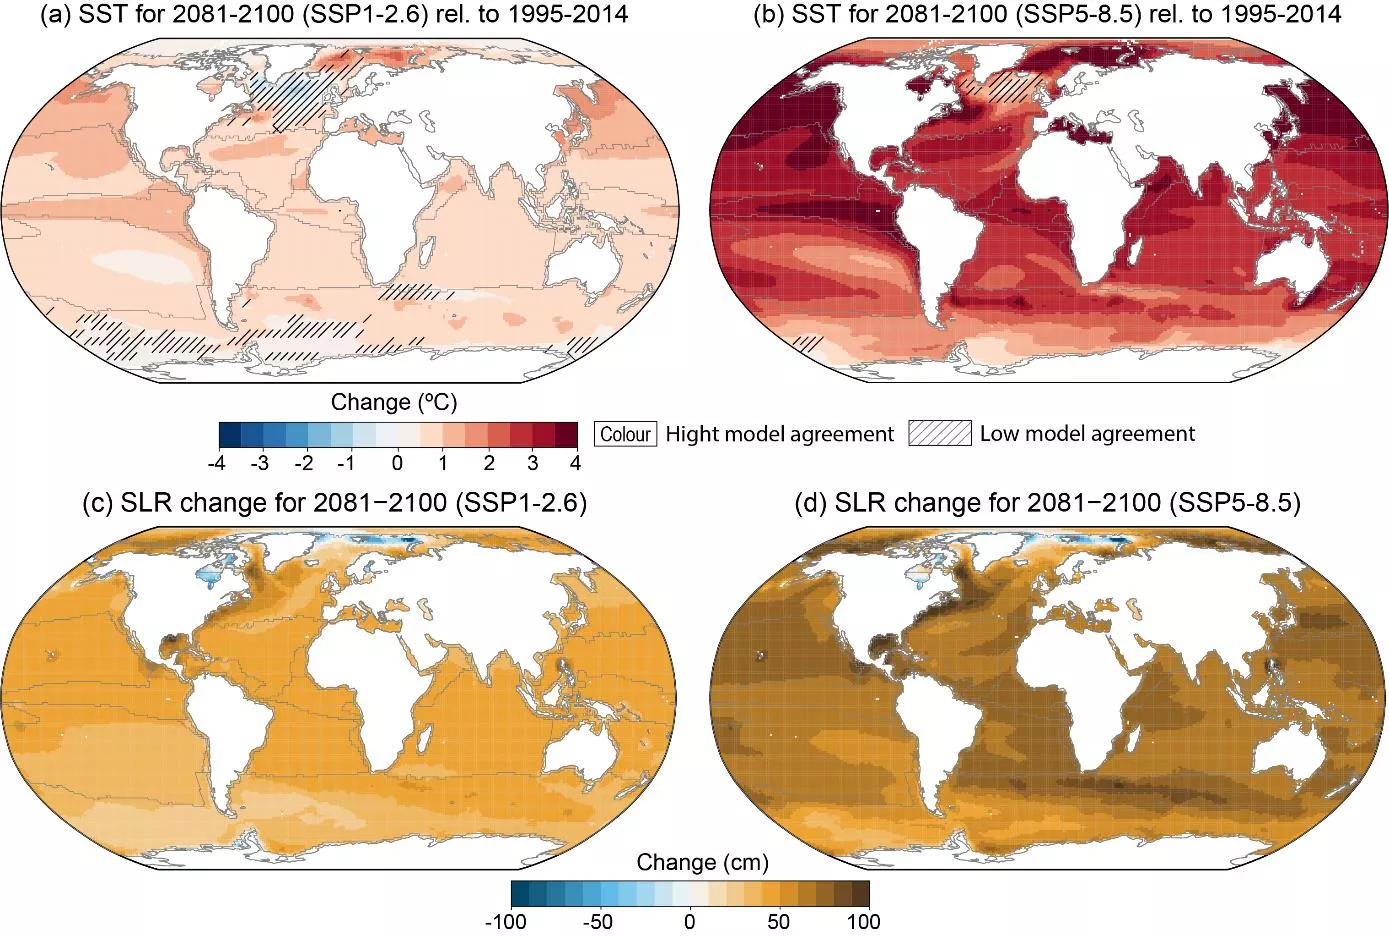 (a) SST for 2081-2100 (SSP1-2.6) rel. to 1995-2014
(b) SST for 2081-2100 (SSP5-8.5) rel. to 1995-2014
Change (ºC)
-4 -3 -2 -1 0 1 2 3 4
Colour Hight model agreement
Low model agreement
(c) SLR change for 2081−2100 (SSP1-2.6)
(d) SLR change for 2081−2100 (SSP5-8.5)
Change (cm)
-100 -50 0 50 100